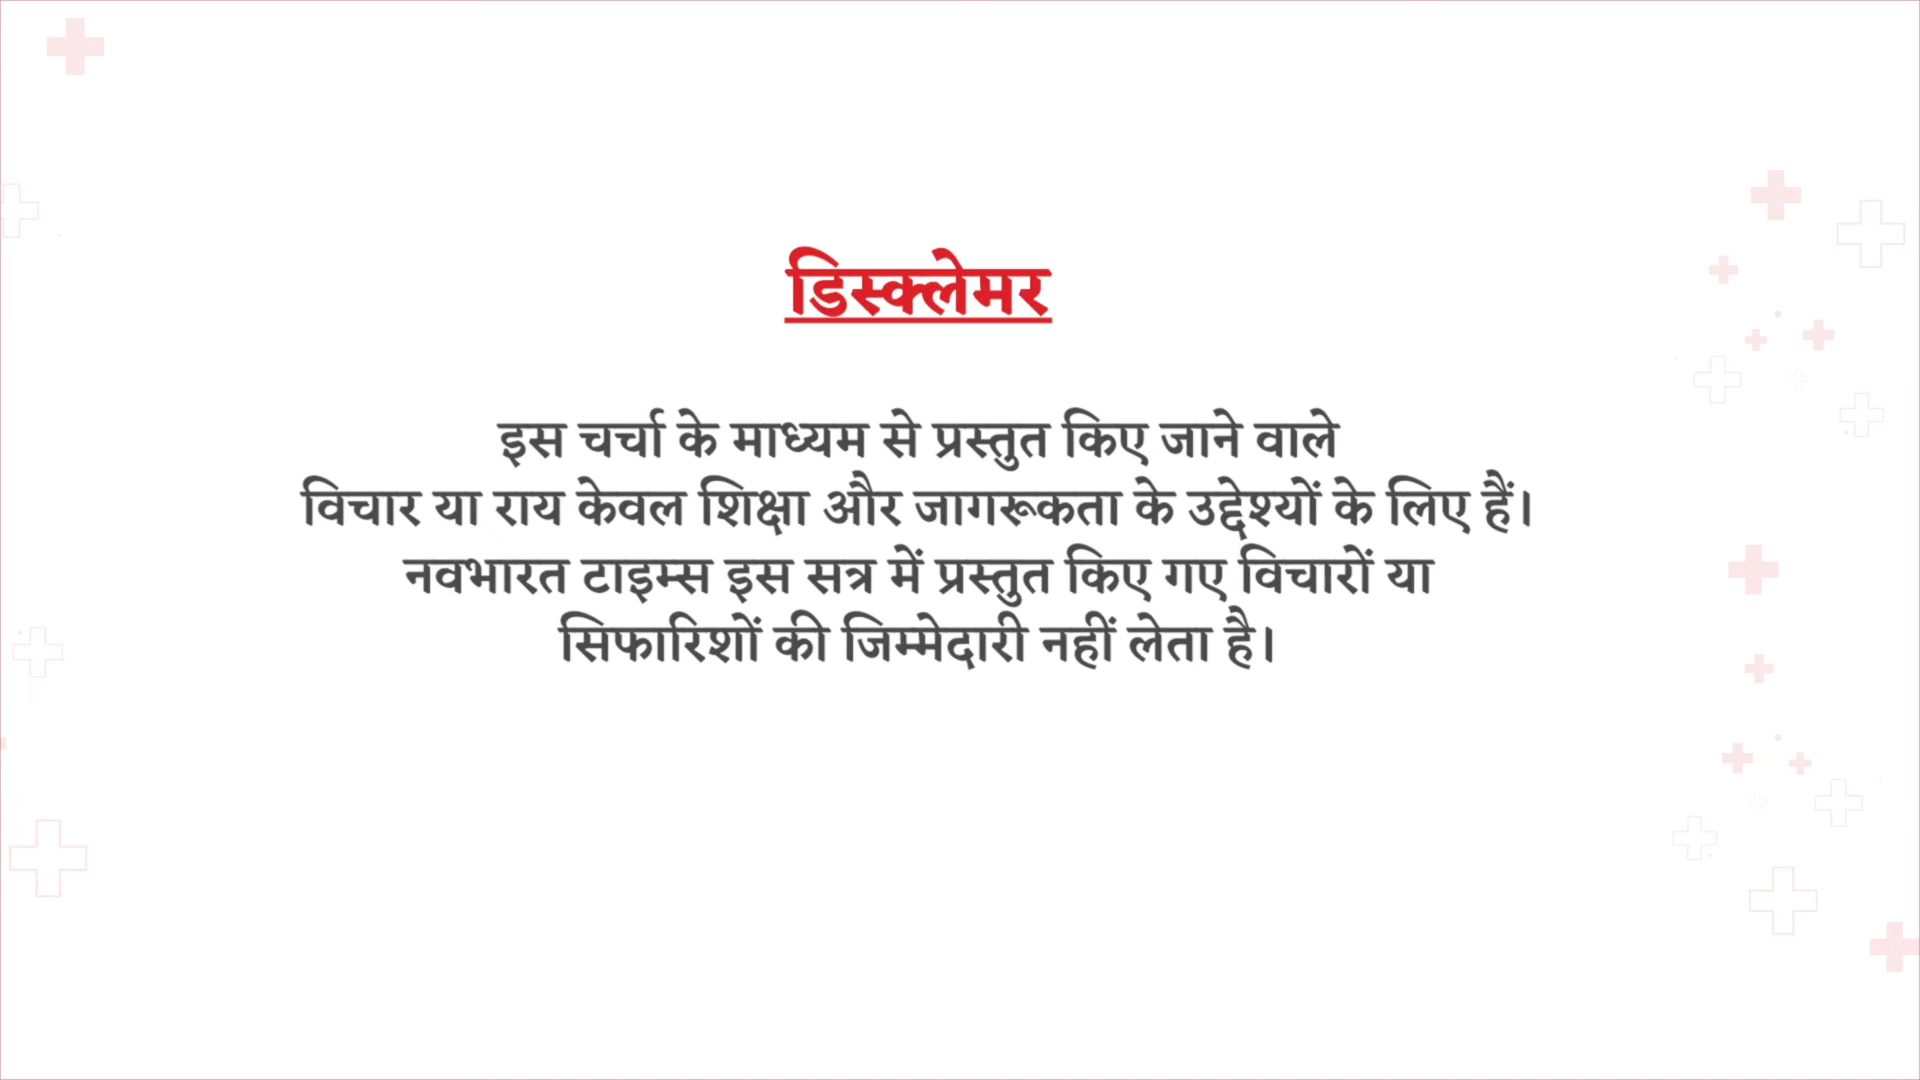 डिस्क्लेमर
इस चर्चा के माध्यम से प्रस्तुत किए जाने वाले
विचार या राय केवल शिक्षा और जागरूकता के उद्देश्यों के लिए हैं।
नवभारत टाइम्स इस सत्र में प्रस्तुत किए गए विचारों या
सिफारिशों की जिम्मेदारी नहीं लेता है।